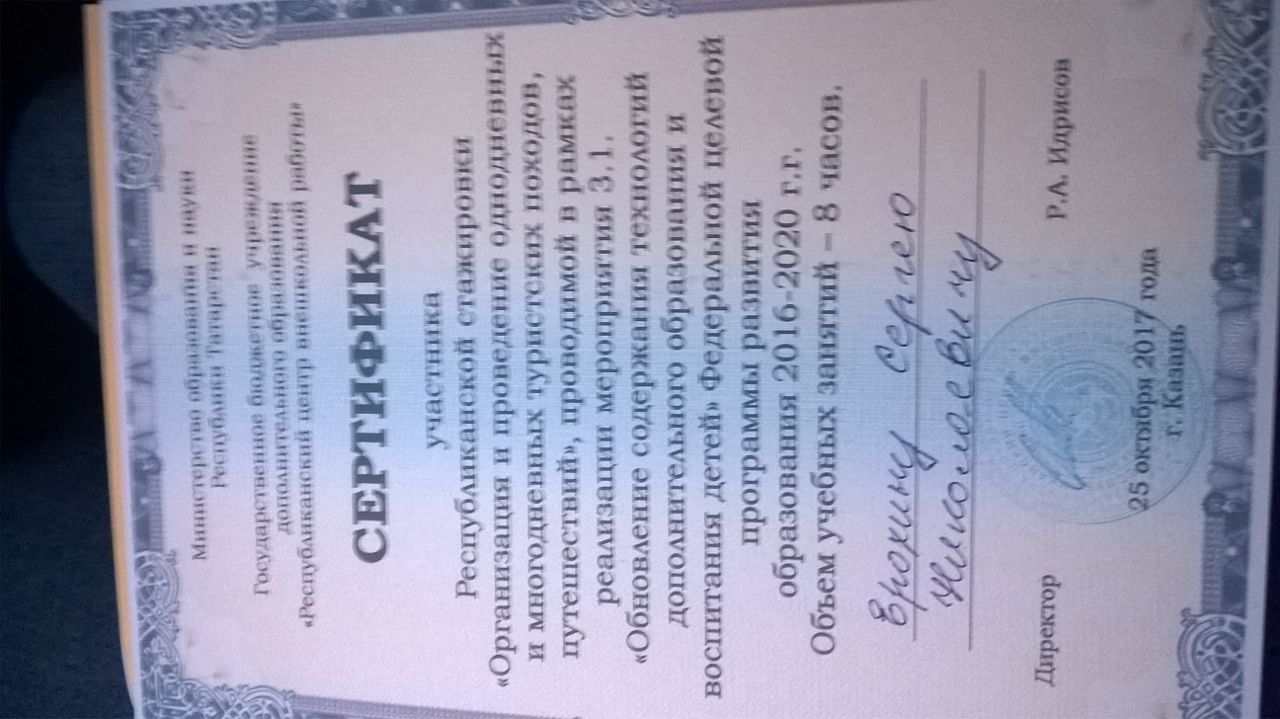 Министерство образования и науки
Республики Татарстан
Государственное бюджетное учреждение
дополнительного образования
«Республиканский центр внешкольной работы»
СЕРТИФИКАТ
участника
Республиканской стажировки
«Организация и проведение однодневных
и многодневных туристских походов,
путешествий», проводимой в рамках
реализации мероприятия 3.1.
«Обновление содержания технологий
дополнительного образования и
воспитания детей» Федеральной целевой
программы развития
образования 2016-2020 г.г.
Объем учебных занятий – 8 часов.
Ерохину Сергею
Николаевичу
Директор Р.А. Идрисов
25 октября 2017 года
г. Казань